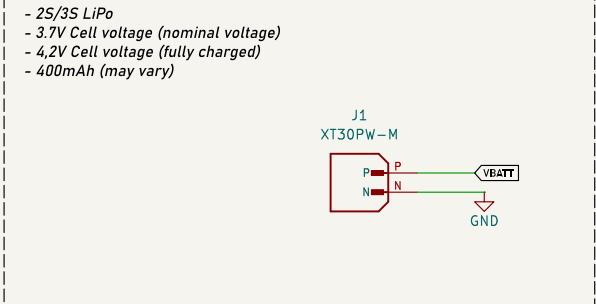 - 2S/3S LiPo
- 3.7V Cell voltage (nominal voltage)
- 4,2V Cell voltage (fully charged)
- 400mAh (may vary)
J1
XT30PW-M
P P VBATT
N N
GND